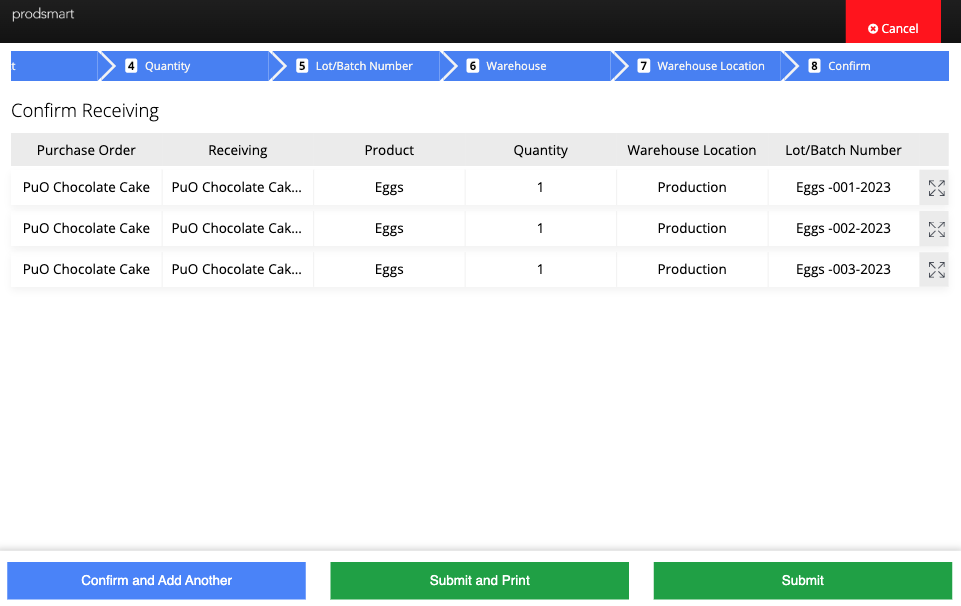 prodsmart
Cancel
t
4 Quantity
5 Lot/Batch Number
6 Warehouse
7 Warehouse Location
8 Confirm
Confirm Receiving
Purchase Order Receiving Product Quantity Warehouse Location Lot/Batch Number
PuO Chocolate Cake PuO Chocolate Cak... Eggs 1 Production Eggs -001-2023
PuO Chocolate Cake PuO Chocolate Cak... Eggs 1 Production Eggs -002-2023
PuO Chocolate Cake PuO Chocolate Cak... Eggs 1 Production Eggs -003-2023
Confirm and Add Another
Submit and Print
Submit